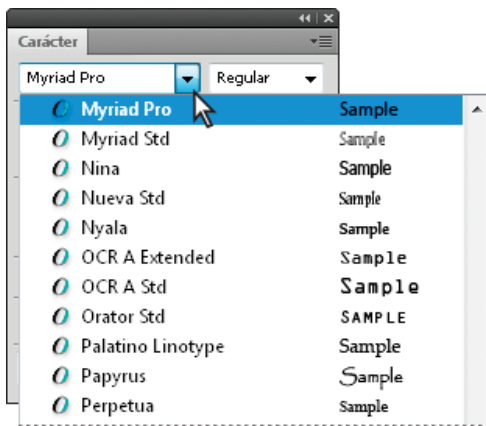 Carácter
Myriad Pro Regular
Myriad Pro Sample
Myriad Std Sample
Nina Sample
Nueva Std Sample
Nyala Sample
OCR A Extended Sample
OCR A Std Sample
Orator Std SAMPLE
Palatino Linotype Sample
Papyrus Sample
Perpetua Sample